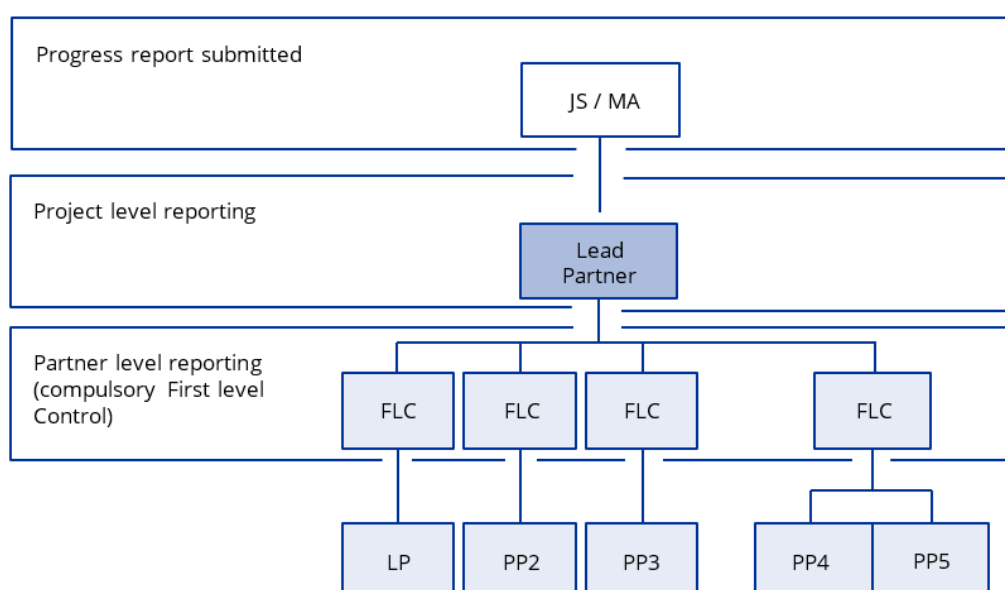 Progress report submitted
JS / MA
Project level reporting
Lead
Partner
Partner level reporting
(compulsory First level
Control)
FLC
FLC
FLC
FLC
LP
PP2
PP3
PP4
PP5